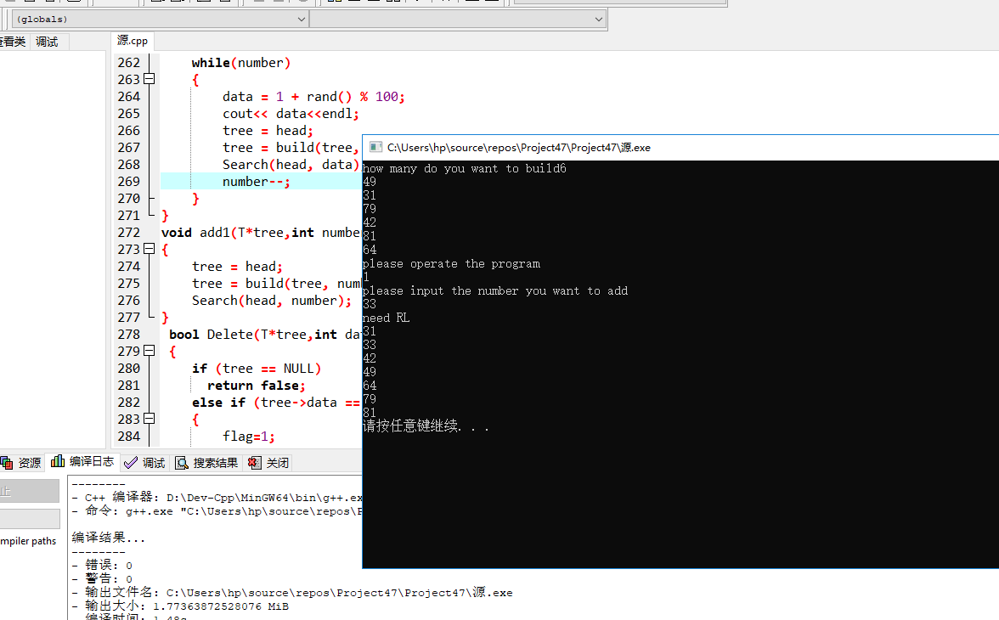 (globals)
查看类 调试
源.cpp
262 while(number)
263 {
264 data = 1 + rand() % 100;
265 cout<< data<<endl;
266 tree = head;
267 tree = build(tree,
268 Search(head, data)
269 number--;
270 }
271 }
272 void add1(T*tree,int numbe
273 {
274 tree = head;
275 tree = build(tree, num
276 Search(head, number);
277 }
278 bool Delete(T*tree,int da
279 {
280 if (tree == NULL)
281 return false;
282 else if (tree->data ==
283 {
284 flag=1;
C:\Users\hp\source\repos\Project47\Project47\源.exe
how many do you want to build6
49
31
79
42
81
64
please operate the program
1
please input the number you want to add
33
need RL
31
33
42
49
64
79
81
请按任意键继续. . .
资源 编译日志 调试 搜索结果 关闭
止
mpiler paths
--------
- C++ 编译器: D:\Dev-Cpp\MinGW64\bin\g++.ex
- 命令: g++.exe "C:\Users\hp\source\repos\P
编译结果...
--------
- 错误: 0
- 警告: 0
- 输出文件名: C:\Users\hp\source\repos\Project47\Project47\源.exe
- 输出大小: 1.77363872528076 MiB
- 编译时间: 1.48s